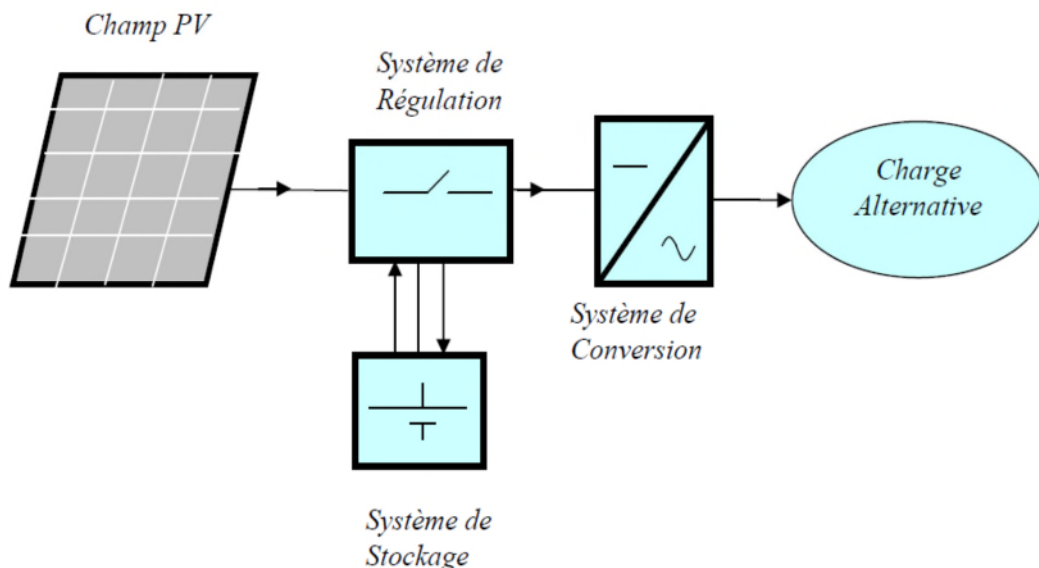 Champ PV
Système de
Régulation
Charge
Alternative
Système de
Conversion
Système de
Stockage